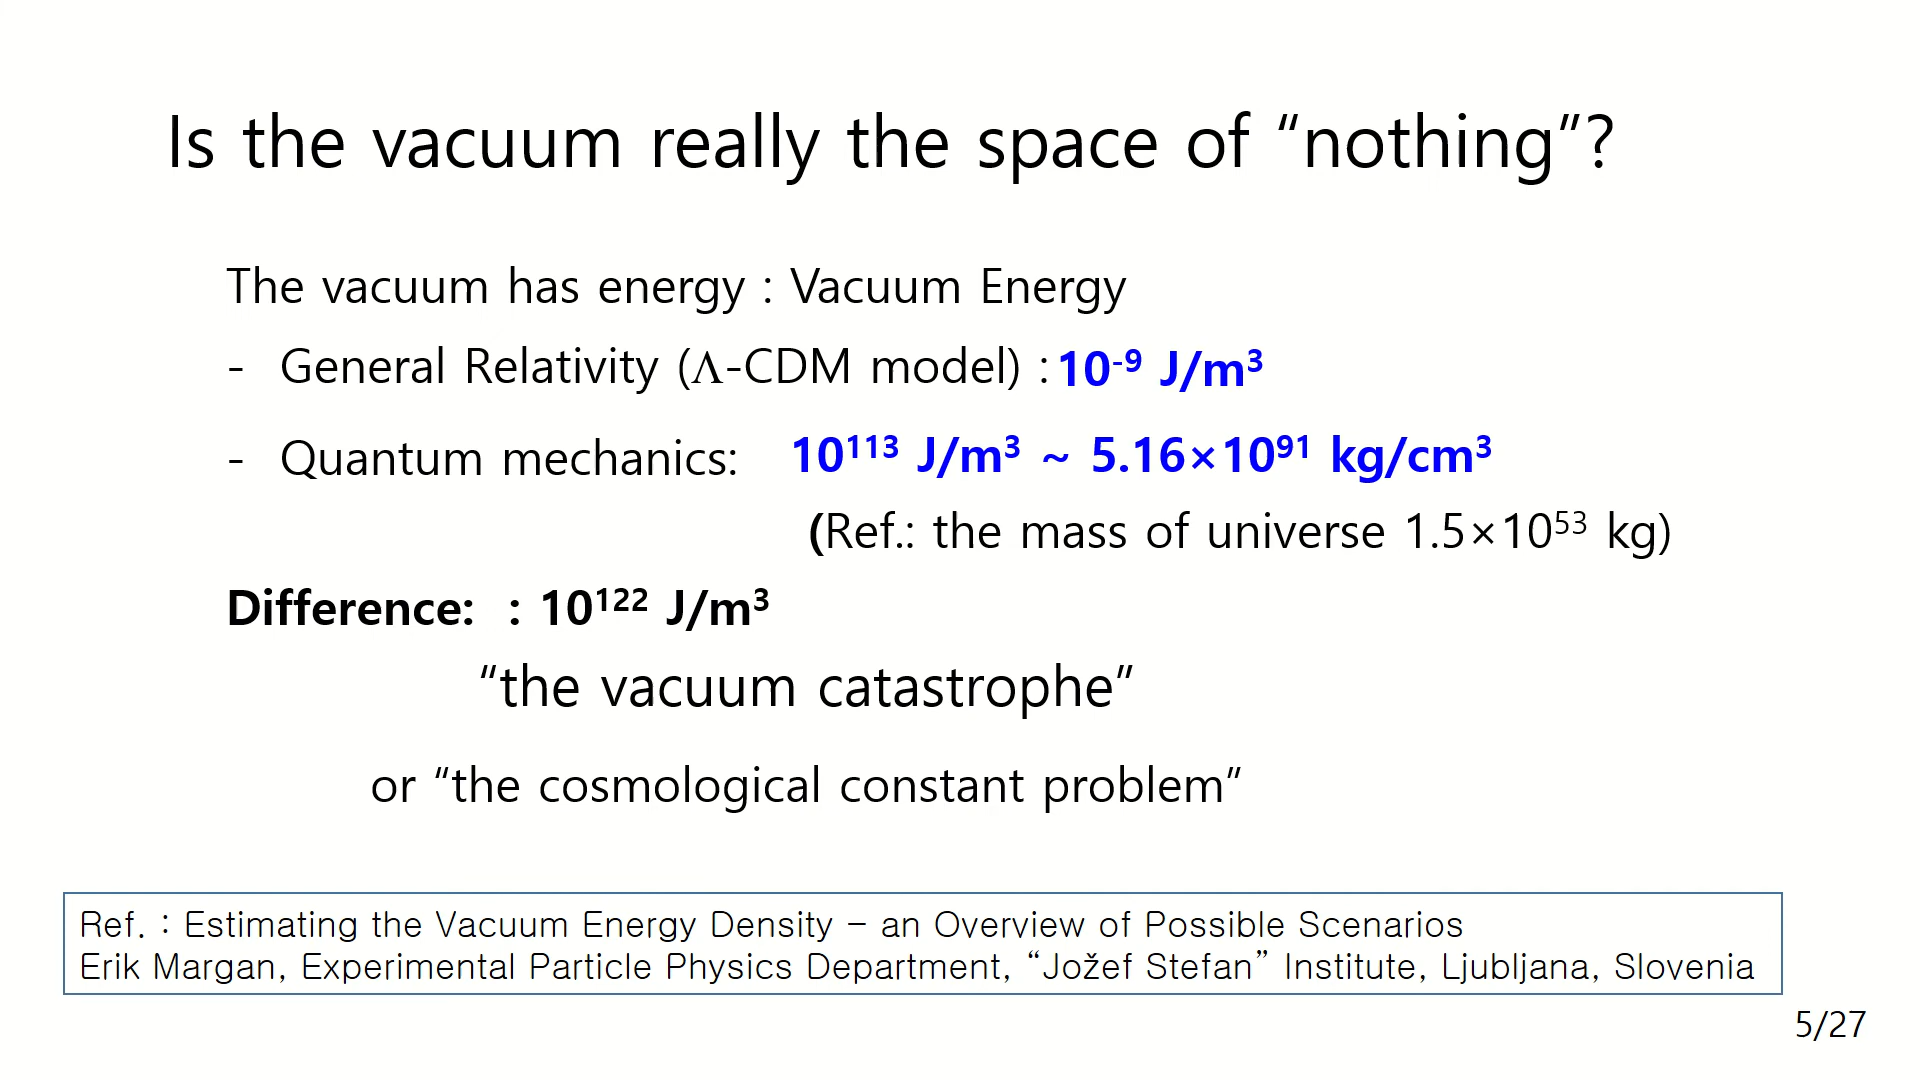 Is the vacuum really the space of “nothing”?
The vacuum has energy : Vacuum Energy
- General Relativity (Λ-CDM model) : 10⁻⁹ J/m³
- Quantum mechanics: 10¹¹³ J/m³ ~ 5.16×10⁹¹ kg/cm³
(Ref.: the mass of universe 1.5×10⁵³ kg)
Difference: : 10¹²² J/m³
“the vacuum catastrophe”
or “the cosmological constant problem”
Ref. : Estimating the Vacuum Energy Density – an Overview of Possible Scenarios
Erik Margan, Experimental Particle Physics Department, “Jožef Stefan” Institute, Ljubljana, Slovenia
5/27